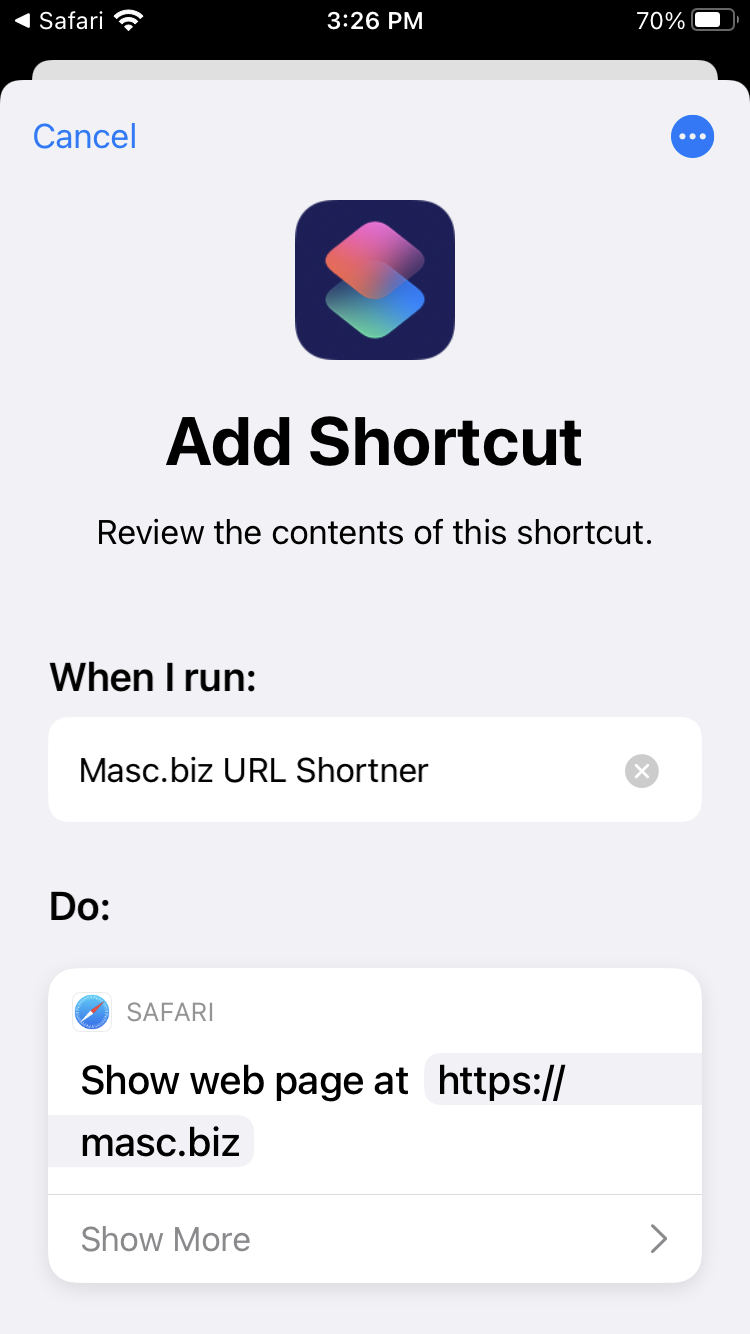 Safari 3:26 PM 70%
Cancel
Add Shortcut
Review the contents of this shortcut.
When I run:
Masc.biz URL Shortner
Do:
SAFARI
Show web page at https://
masc.biz
Show More